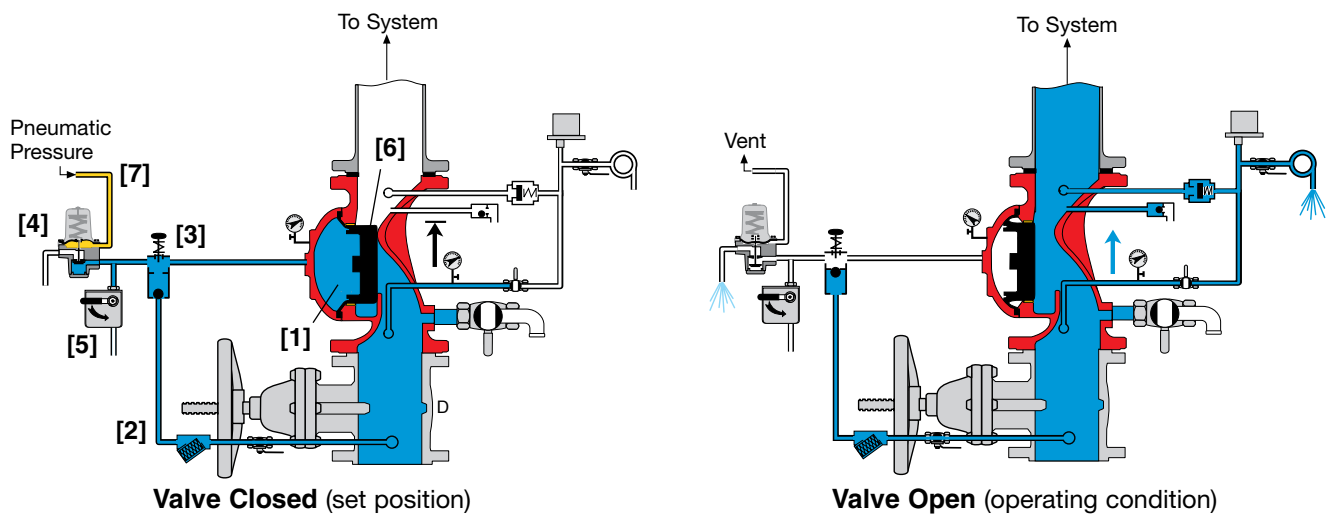 To System
Pneumatic
Pressure
[7]
[6]
[4]
[3]
[1]
[5]
[2]
D
Valve Closed (set position)
To System
Vent
Valve Open (operating condition)